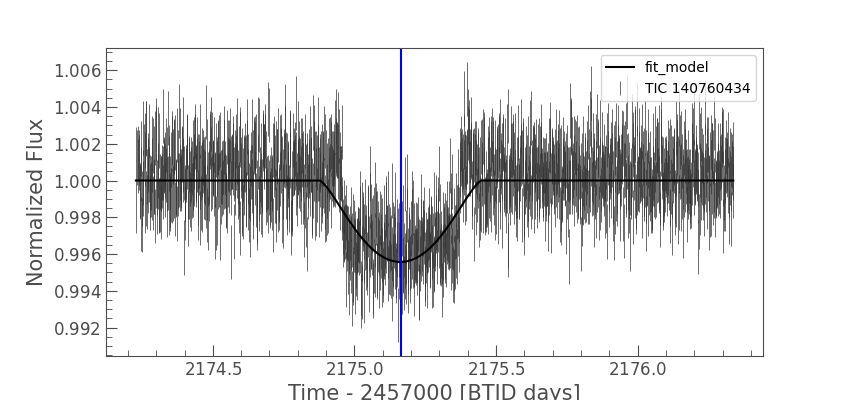 1.006
1.004
1.002
1.000
0.998
0.996
0.994
0.992
Normalized Flux
fit_model
TIC 140760434
2174.5 2175.0 2175.5 2176.0
Time - 2457000 [BTJD days]